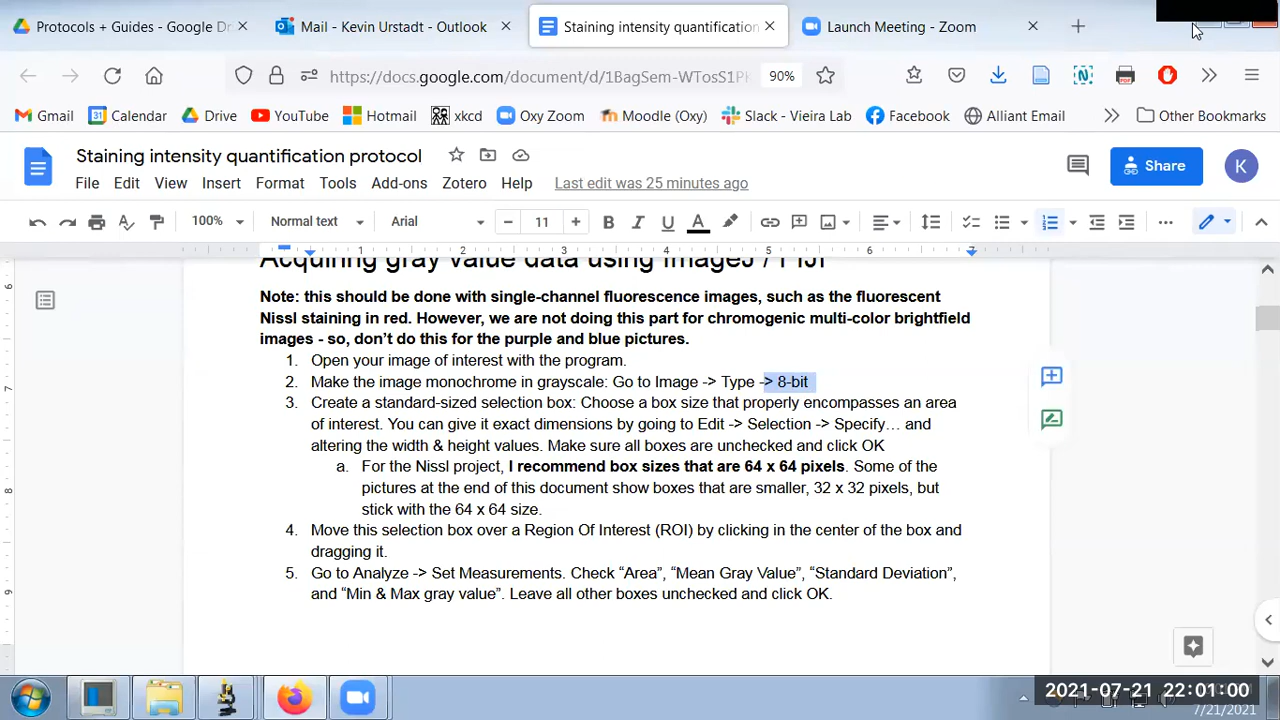 Protocols + Guides - Google Dr
Mail - Kevin Urstadt - Outlook
Staining intensity quantification
Launch Meeting - Zoom
https://docs.google.com/document/d/1BagSem-WTosS1Pk
90%
Gmail
Calendar
Drive
YouTube
Hotmail
xkcd
Oxy Zoom
Moodle (Oxy)
Slack - Vieira Lab
Facebook
Alliant Email
Other Bookmarks
Staining intensity quantification protocol
Share
K
File Edit View Insert Format Tools Add-ons Zotero Help Last edit was 25 minutes ago
100% Normal text Arial 11
1 2 3 4 5 6 7
Acquiring gray value data using ImageJ / FIJI
Note: this should be done with single-channel fluorescence images, such as the fluorescent
Nissl staining in red. However, we are not doing this part for chromogenic multi-color brightfield
images - so, don't do this for the purple and blue pictures.
1. Open your image of interest with the program.
2. Make the image monochrome in grayscale: Go to Image -> Type -> 8-bit
3. Create a standard-sized selection box: Choose a box size that properly encompasses an area
of interest. You can give it exact dimensions by going to Edit -> Selection -> Specify… and
altering the width & height values. Make sure all boxes are unchecked and click OK
a. For the Nissl project, I recommend box sizes that are 64 x 64 pixels. Some of the
pictures at the end of this document show boxes that are smaller, 32 x 32 pixels, but
stick with the 64 x 64 size.
4. Move this selection box over a Region Of Interest (ROI) by clicking in the center of the box and
dragging it.
5. Go to Analyze -> Set Measurements. Check “Area”, “Mean Gray Value”, “Standard Deviation”,
and “Min & Max gray value”. Leave all other boxes unchecked and click OK.
6
7
8
9
2021-07-21 22:01:00
7/21/2021